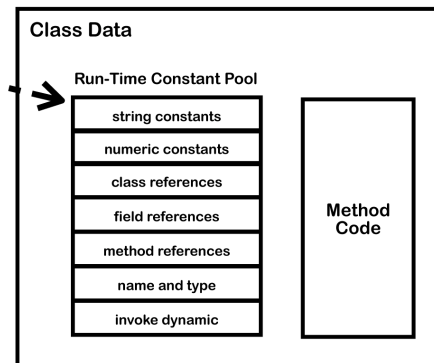 Class Data
Run-Time Constant Pool
string constants
numeric constants
class references
field references
method references
name and type
invoke dynamic
Method
Code